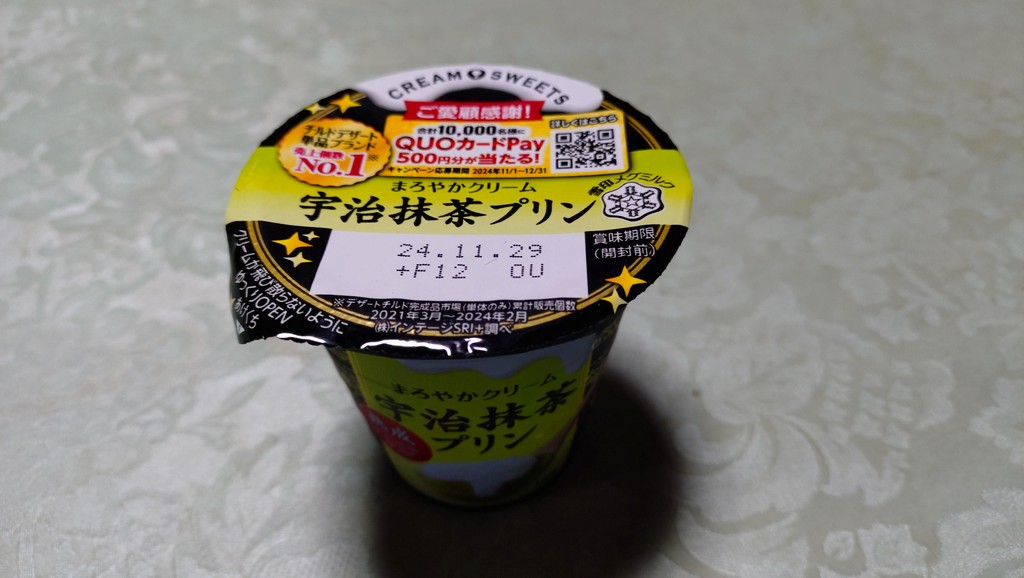 CREAM SWEETS
ご愛顧感謝!
チルドデザート
単品ブランド
売上個数※
No.1
合計10,000名様に
QUOカードPay
500円分が当たる!
キャンペーン応募期間 2024年11/1~12/31
詳しくはこちら
まろやかクリーム
宇治抹茶プリン
雪印メグミルク
24.11.29
+F12 OU
賞味期限
(開封前)
クリームが飛び散らないように
ゆっくりOPEN
あけくち
※デザートチルド完成品市場(単体のみ)累計販売個数
2021年3月~2024年2月
(株)インテージSRI+調べ
まろやかクリーム
宇治抹茶
プリン